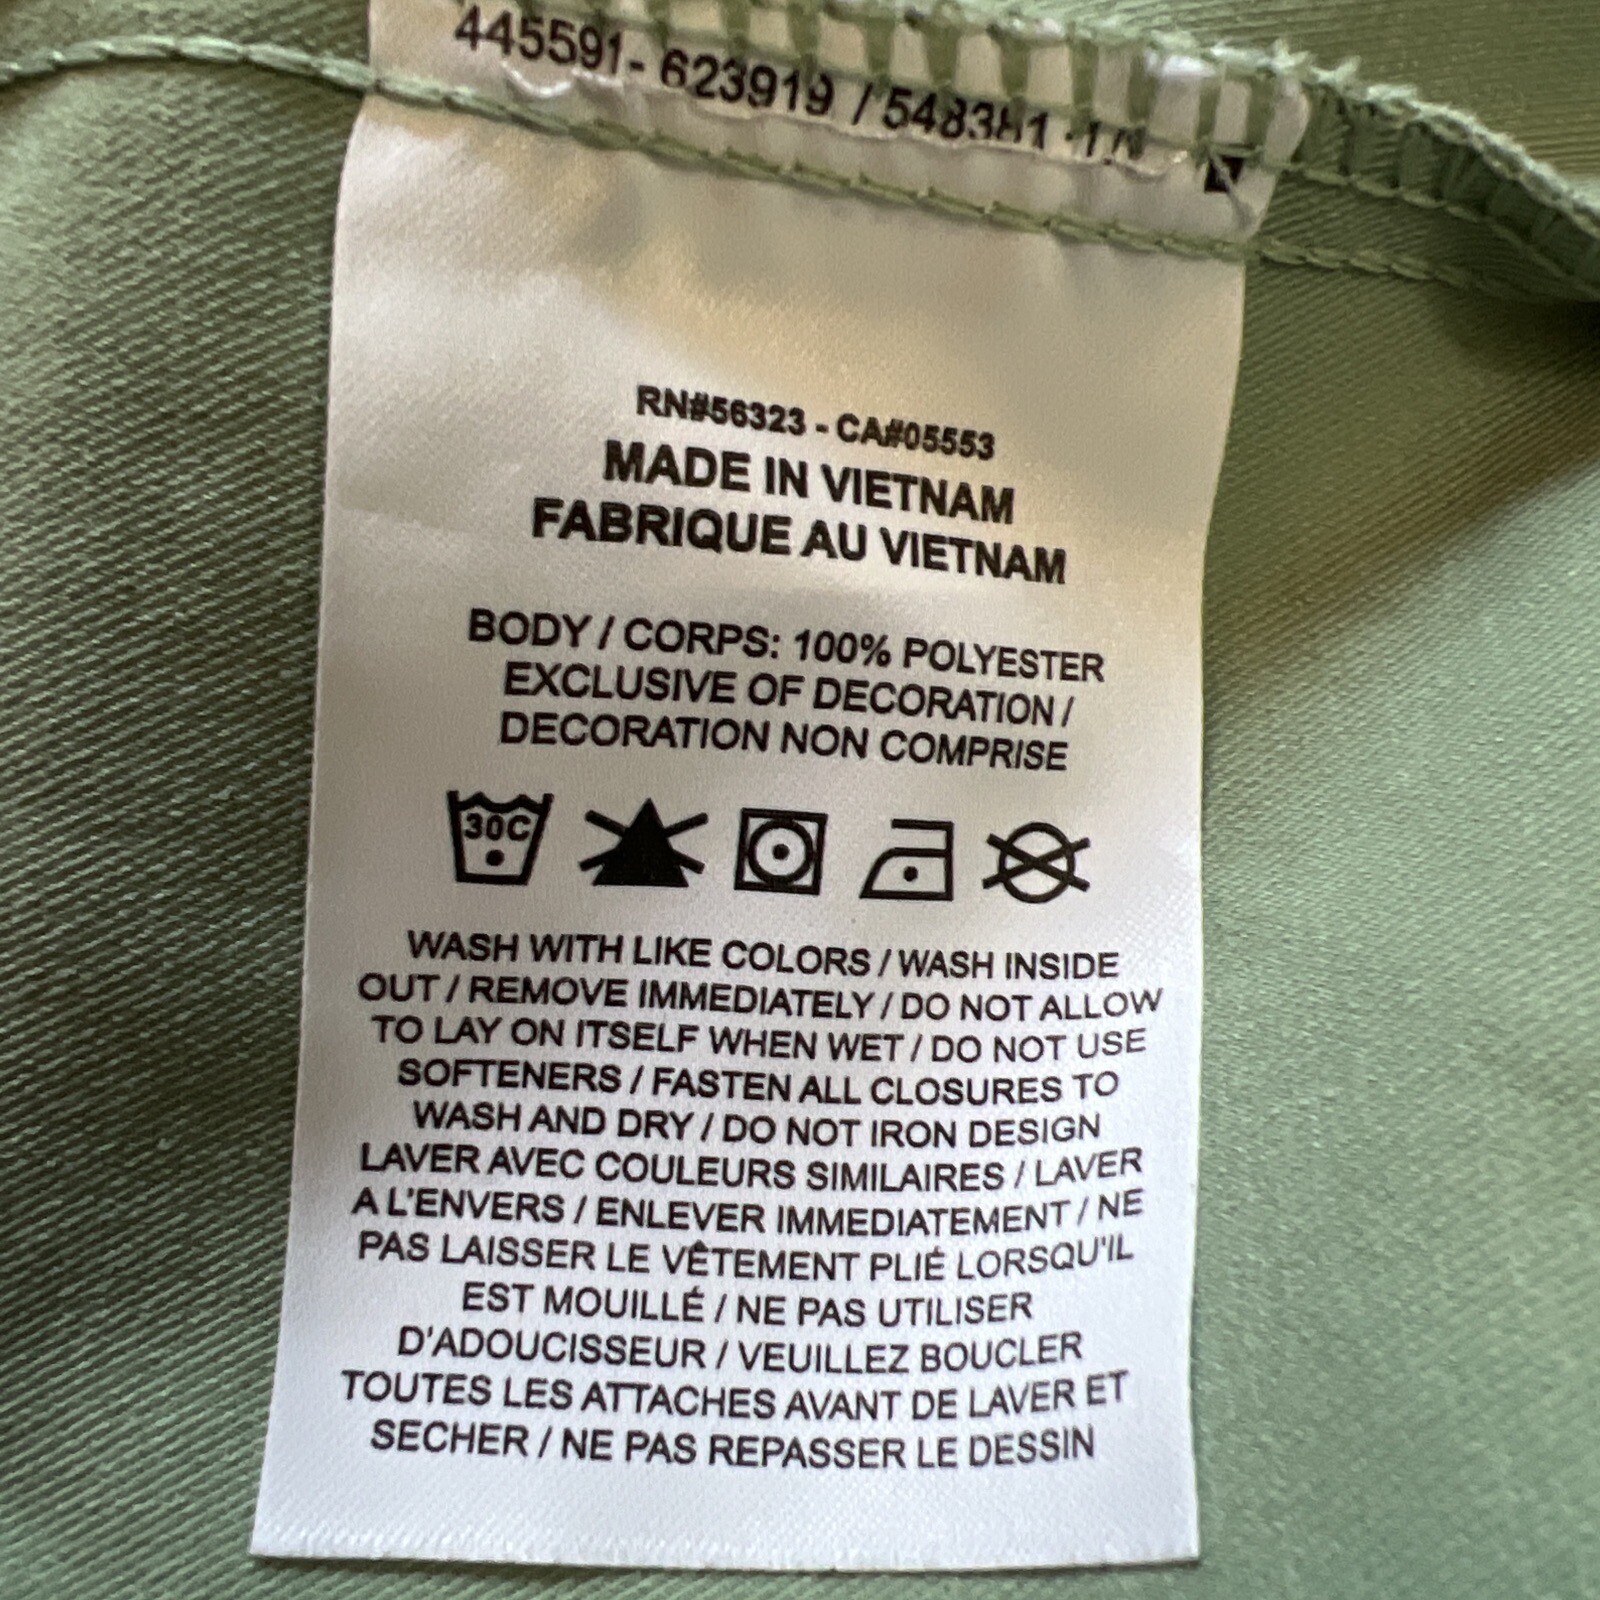 445591- 623919 / 548381
RN#56323 - CA#05553
MADE IN VIETNAM
FABRIQUE AU VIETNAM
BODY / CORPS: 100% POLYESTER
EXCLUSIVE OF DECORATION /
DECORATION NON COMPRISE
30C
WASH WITH LIKE COLORS / WASH INSIDE
OUT / REMOVE IMMEDIATELY / DO NOT ALLOW
TO LAY ON ITSELF WHEN WET / DO NOT USE
SOFTENERS / FASTEN ALL CLOSURES TO
WASH AND DRY / DO NOT IRON DESIGN
LAVER AVEC COULEURS SIMILAIRES / LAVER
A L'ENVERS / ENLEVER IMMEDIATEMENT / NE
PAS LAISSER LE VÊTEMENT PLIÉ LORSQU'IL
EST MOUILLÉ / NE PAS UTILISER
D'ADOUCISSEUR / VEUILLEZ BOUCLER
TOUTES LES ATTACHES AVANT DE LAVER ET
SECHER / NE PAS REPASSER LE DESSIN